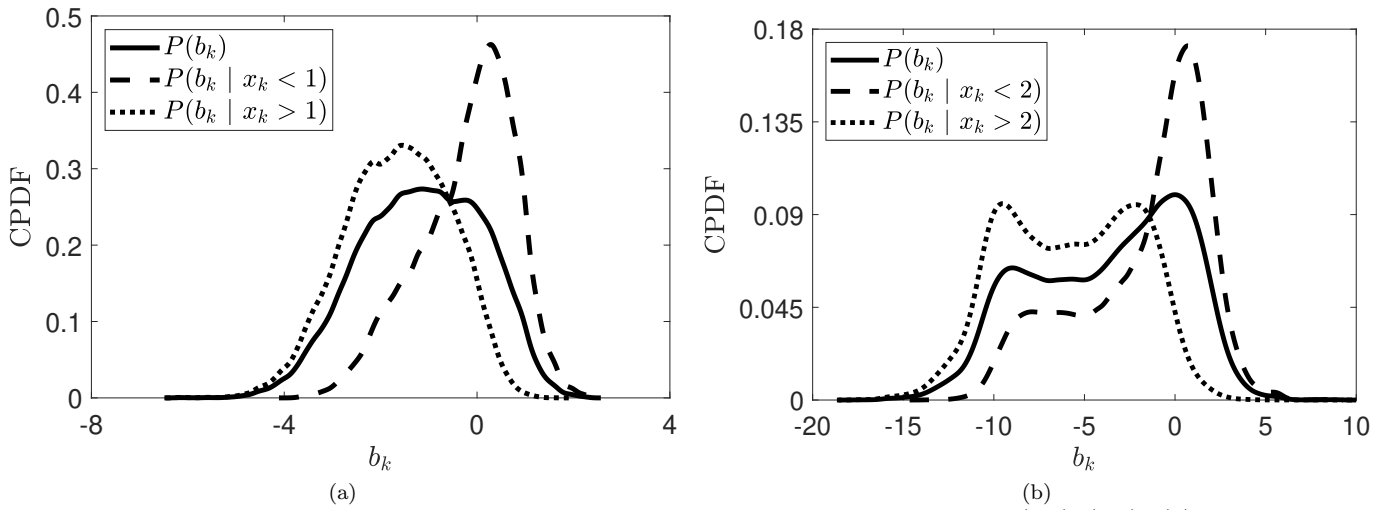 0.5
0.4
0.3
0.2
0.1
0
CPDF
P(b_k)
P(b_k | x_k < 1)
P(b_k | x_k > 1)
-8
-4
0
4
b_k
(a)
0.18
0.135
0.09
0.045
0
CPDF
P(b_k)
P(b_k | x_k < 2)
P(b_k | x_k > 2)
-20
-15
-10
-5
0
5
10
b_k
(b)